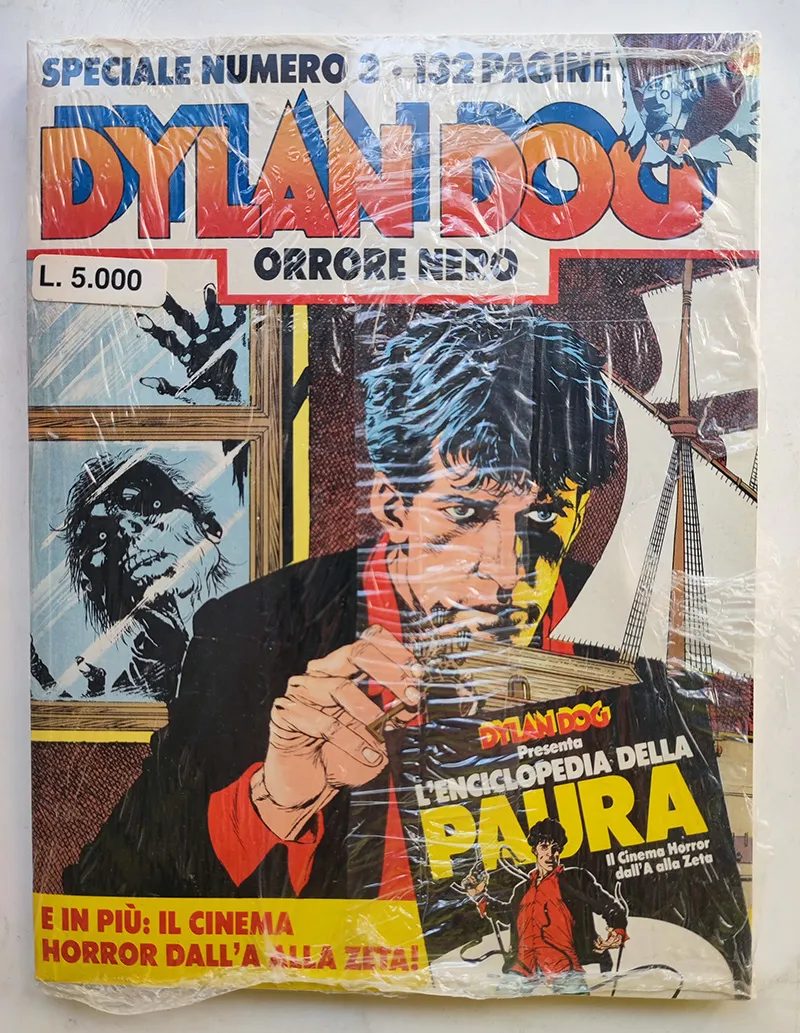 SPECIALE NUMERO 3 · 132 PAGINE
DYLAN DOG
ORRORE NERO
L. 5.000
DYLAN DOG
Presenta
L'ENCICLOPEDIA DELLA
PAURA
Il Cinema Horror
dall'A alla Zeta
E IN PIÙ: IL CINEMA
HORROR DALL'A ALLA ZETA!